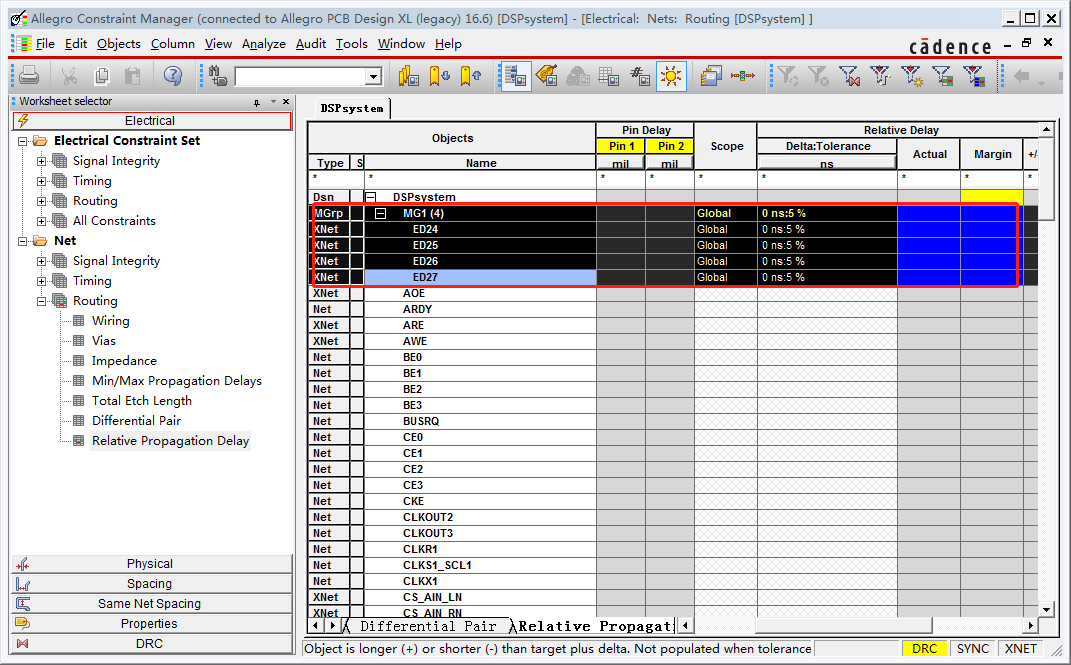 Allegro Constraint Manager (connected to Allegro PCB Design XL (legacy) 16.6) [DSPsystem] - [Electrical: Nets: Routing [DSPsystem] ]
File Edit Objects Column View Analyze Audit Tools Window Help
cādence
Worksheet selector
Electrical
Electrical Constraint Set
Signal Integrity
Timing
Routing
All Constraints
Net
Signal Integrity
Timing
Routing
Wiring
Vias
Impedance
Min/Max Propagation Delays
Total Etch Length
Differential Pair
Relative Propagation Delay
Physical
Spacing
Same Net Spacing
Properties
DRC
DSPsystem
Objects Pin Delay Scope Relative Delay
Pin 1 Pin 2 Delta:Tolerance Actual Margin +/
Type S Name mil mil ns
* * * * * * * * *
Dsn DSPsystem
MGrp MG1 (4) Global 0 ns:5 %
XNet ED24 Global 0 ns:5 %
XNet ED25 Global 0 ns:5 %
XNet ED26 Global 0 ns:5 %
XNet ED27 Global 0 ns:5 %
XNet AOE
Net ARDY
XNet ARE
XNet AWE
Net BE0
Net BE1
Net BE2
Net BE3
Net BUSRQ
Net CE0
Net CE1
Net CE2
Net CE3
Net CKE
Net CLKOUT2
Net CLKOUT3
Net CLKR1
Net CLKS1_SCL1
Net CLKX1
XNet CS_AIN_LN
XNet CS_AIN_RN
Differential Pair Relative Propagat
Object is longer (+) or shorter (-) than target plus delta. Not populated when tolerance
DRC SYNC XNET